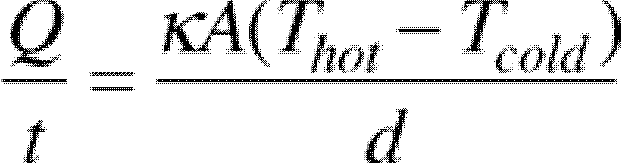 Q/t = κA(T_hot − T_cold)/d